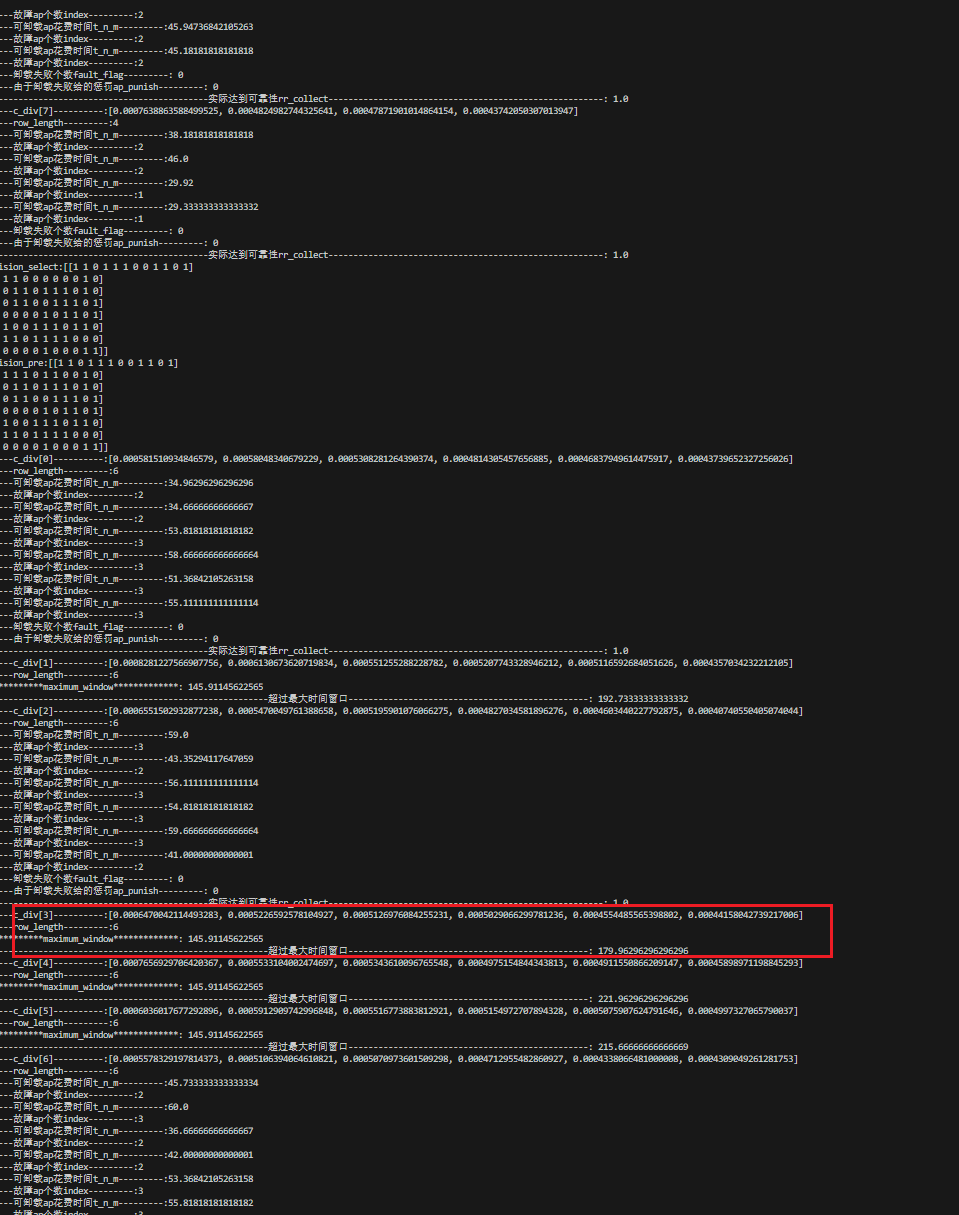 ---故障ap个数index---------:2
---可卸载ap花费时间t_n_m---------:45.94736842105263
---故障ap个数index---------:2
---可卸载ap花费时间t_n_m---------:45.18181818181818
---故障ap个数index---------:2
---卸载失败个数fault_flag---------: 0
---由于卸载失败给的惩罚ap_punish---------: 0
------------------------------------------实际达到可靠性rr_collect-------------------------------------------------------: 1.0
---c_div[7]----------:[0.0007638863588499525, 0.0004824982744325641, 0.00047871901014864154, 0.00043742050307013947]
---row_length---------:4
---可卸载ap花费时间t_n_m---------:38.18181818181818
---故障ap个数index---------:2
---可卸载ap花费时间t_n_m---------:46.0
---故障ap个数index---------:2
---可卸载ap花费时间t_n_m---------:29.92
---故障ap个数index---------:1
---可卸载ap花费时间t_n_m---------:29.333333333333332
---故障ap个数index---------:1
---卸载失败个数fault_flag---------: 0
---由于卸载失败给的惩罚ap_punish---------: 0
------------------------------------------实际达到可靠性rr_collect-------------------------------------------------------: 1.0
ision_select:[[1 1 0 1 1 1 0 0 1 1 0 1]
1 1 0 0 0 0 0 0 1 0]
0 1 1 0 1 1 1 0 1 0]
0 1 1 0 0 1 1 1 0 1]
0 0 0 0 1 0 1 1 0 1]
1 0 0 1 1 1 0 1 1 0]
1 1 0 1 1 1 1 0 0 0]
0 0 0 0 1 0 0 0 1 1]]
ision_pre:[[1 1 0 1 1 1 0 0 1 1 0 1]
1 1 1 0 1 1 0 0 1 0]
0 1 1 0 1 1 1 0 1 0]
0 1 1 0 0 1 1 1 0 1]
0 0 0 0 1 0 1 1 0 1]
1 0 0 1 1 1 0 1 1 0]
1 1 0 1 1 1 1 0 0 0]
0 0 0 0 1 0 0 0 1 1]]
---c_div[0]----------:[0.000581510934846579, 0.00058048340679229, 0.0005308281264390374, 0.0004814305457656885, 0.00046837949614475917, 0.00043739652327256026]
---row_length---------:6
---可卸载ap花费时间t_n_m---------:34.96296296296296
---故障ap个数index---------:2
---可卸载ap花费时间t_n_m---------:34.66666666666667
---故障ap个数index---------:2
---可卸载ap花费时间t_n_m---------:53.81818181818182
---故障ap个数index---------:3
---可卸载ap花费时间t_n_m---------:58.666666666666664
---故障ap个数index---------:3
---可卸载ap花费时间t_n_m---------:51.36842105263158
---故障ap个数index---------:3
---可卸载ap花费时间t_n_m---------:55.111111111111114
---故障ap个数index---------:3
---卸载失败个数fault_flag---------: 0
---由于卸载失败给的惩罚ap_punish---------: 0
------------------------------------------实际达到可靠性rr_collect-------------------------------------------------------: 1.0
---c_div[1]----------:[0.0008281227566907756, 0.0006130673620719834, 0.000551255288228782, 0.0005207743328946212, 0.0005116592684051626, 0.0004357034232212105]
---row_length---------:6
*********maximum_window*************: 145.91145622565
------------------------------------------------------超过最大时间窗口------------------------------------------------: 192.73333333333332
---c_div[2]----------:[0.0006551502932877238, 0.0005470049761388658, 0.0005195901076066275, 0.0004827034581896276, 0.0004603440227792875, 0.00040740550405074044]
---row_length---------:6
---可卸载ap花费时间t_n_m---------:59.0
---故障ap个数index---------:3
---可卸载ap花费时间t_n_m---------:43.35294117647059
---故障ap个数index---------:2
---可卸载ap花费时间t_n_m---------:56.111111111111114
---故障ap个数index---------:3
---可卸载ap花费时间t_n_m---------:54.81818181818182
---故障ap个数index---------:3
---可卸载ap花费时间t_n_m---------:59.666666666666664
---故障ap个数index---------:3
---可卸载ap花费时间t_n_m---------:41.00000000000001
---故障ap个数index---------:2
---卸载失败个数fault_flag---------: 0
---由于卸载失败给的惩罚ap_punish---------: 0
------------------------------------------实际达到可靠性rr_collect-------------------------------------------------------: 1.0
---c_div[3]----------:[0.0006470042114493283, 0.0005226592578104927, 0.0005126976084255231, 0.0005029066299781236, 0.0004554485565398802, 0.00044158042739217006]
---row_length---------:6
*********maximum_window*************: 145.91145622565
------------------------------------------------------超过最大时间窗口------------------------------------------------: 179.96296296296296
---c_div[4]----------:[0.0007656929706420367, 0.0005533104002474697, 0.0005343610096765548, 0.0004975154844343813, 0.0004911550866209147, 0.00045898971198845293]
---row_length---------:6
*********maximum_window*************: 145.91145622565
------------------------------------------------------超过最大时间窗口------------------------------------------------: 221.96296296296296
---c_div[5]----------:[0.0006036017677292896, 0.0005912909742996848, 0.0005516773883812921, 0.0005154972707894328, 0.0005075907624791646, 0.0004997327065790037]
---row_length---------:6
*********maximum_window*************: 145.91145622565
------------------------------------------------------超过最大时间窗口------------------------------------------------: 215.66666666666669
---c_div[6]----------:[0.0005578329197814373, 0.0005106394064610821, 0.0005070973601509298, 0.0004712955482860927, 0.0004338066481000008, 0.0004309049261281753]
---row_length---------:6
---可卸载ap花费时间t_n_m---------:45.733333333333334
---故障ap个数index---------:2
---可卸载ap花费时间t_n_m---------:60.0
---故障ap个数index---------:3
---可卸载ap花费时间t_n_m---------:36.66666666666667
---故障ap个数index---------:2
---可卸载ap花费时间t_n_m---------:42.00000000000001
---故障ap个数index---------:2
---可卸载ap花费时间t_n_m---------:53.36842105263158
---故障ap个数index---------:3
---可卸载ap花费时间t_n_m---------:55.81818181818182
---故障ap个数index---------:3